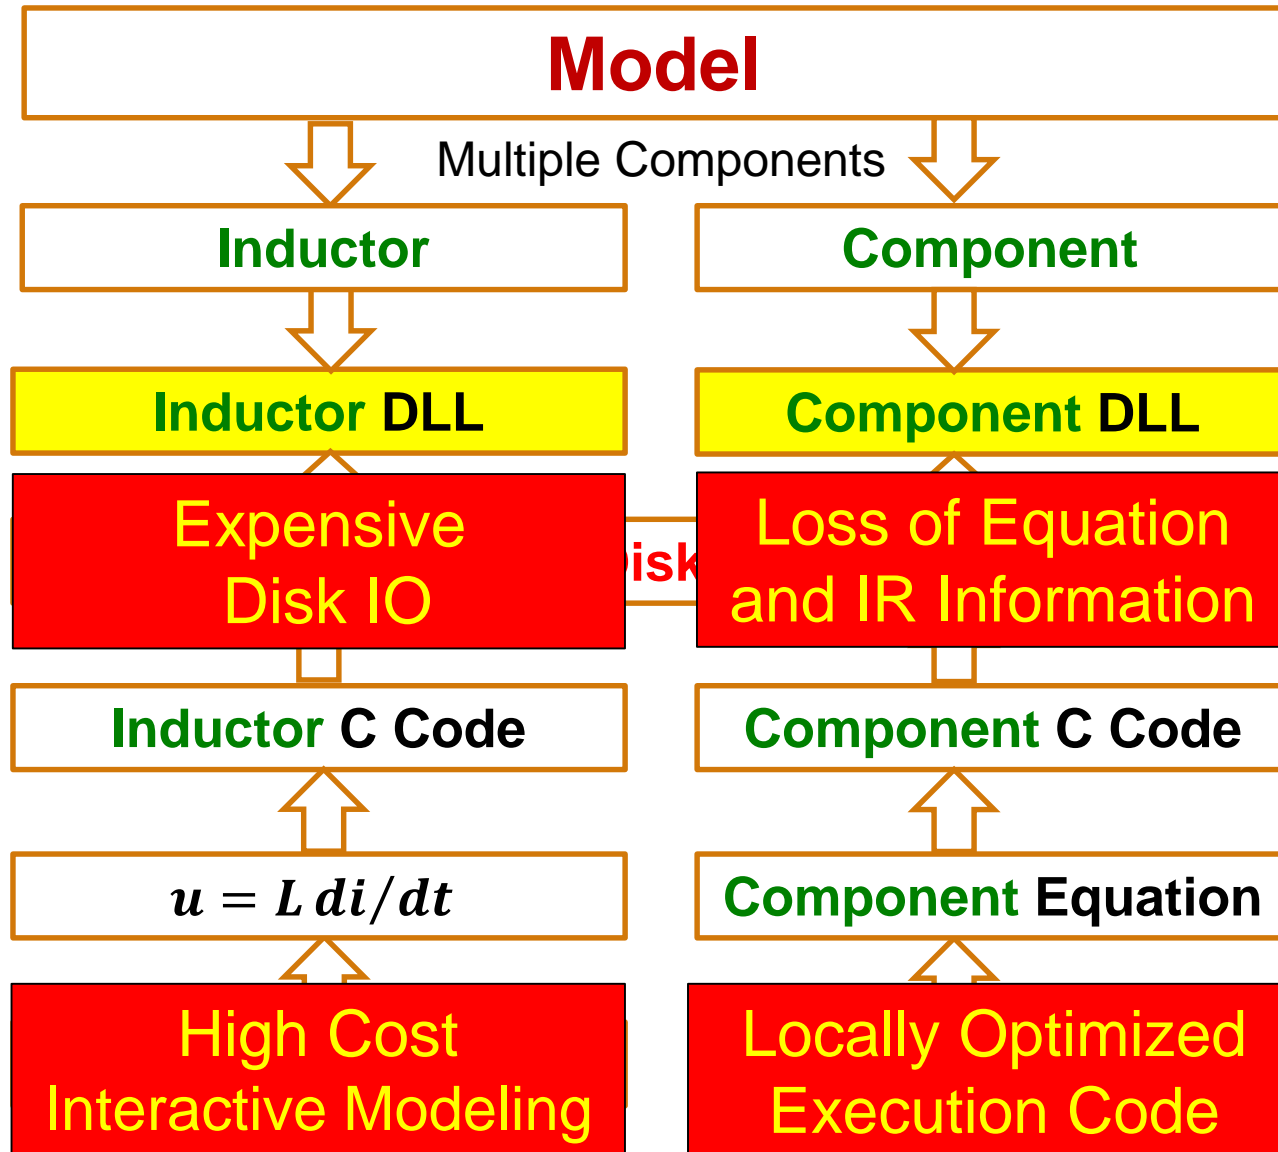 Model
Multiple Components
Inductor
Component
Inductor DLL
Component DLL
Expensive
Disk IO
Disk
Loss of Equation
and IR Information
Inductor C Code
Component C Code
u = L di/dt
Component Equation
High Cost
Interactive Modeling
Locally Optimized
Execution Code